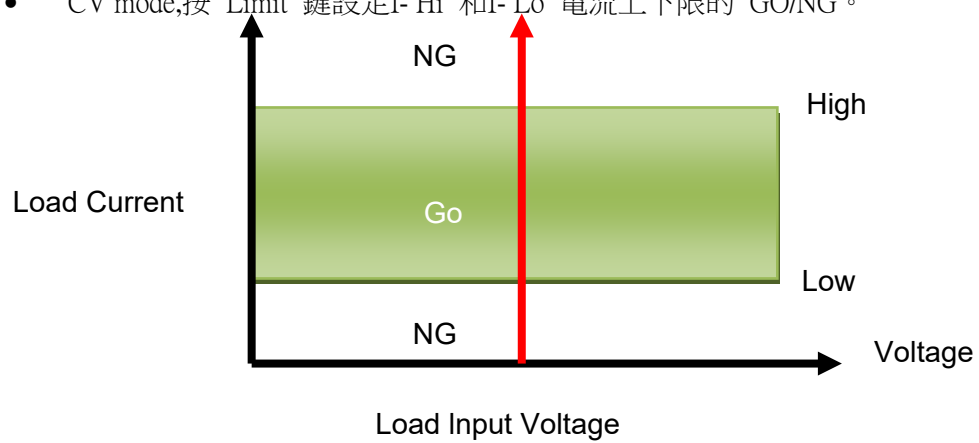 • CV mode,按 Limit 鍵設定I- Hi 和I- Lo 電流上下限的 GO/NG。
NG
High
Load Current
Go
Low
NG
Voltage
Load Input Voltage